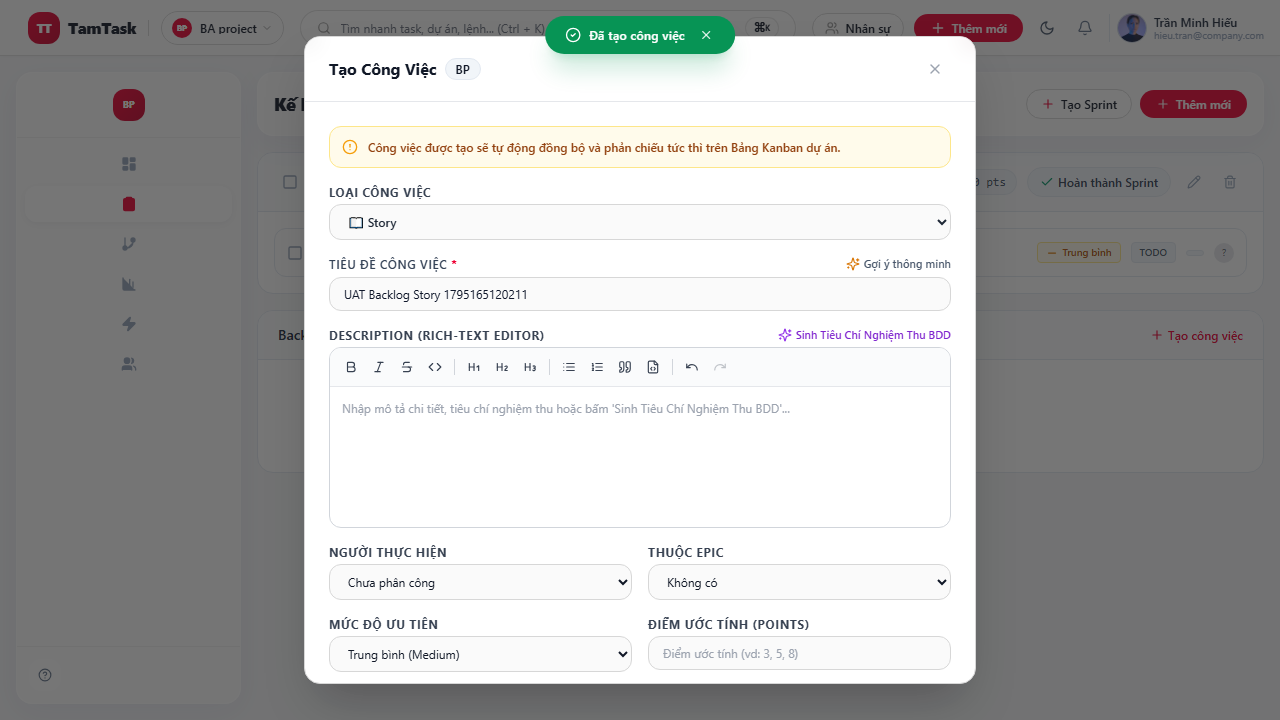 TT TamTask
BP BA project
Tìm nhanh task, dự án, lệnh... (Ctrl + K)
⌘K
Nhân sự
+ Thêm mới
Trần Minh Hiếu
hieu.tran@company.com
Đã tạo công việc
Tạo Công Việc BP
BP
+ Tạo Sprint
+ Thêm mới
Công việc được tạo sẽ tự động đồng bộ và phản chiếu tức thì trên Bảng Kanban dự án.
pts
Hoàn thành Sprint
LOẠI CÔNG VIỆC
Story
TIÊU ĐỀ CÔNG VIỆC *
Gợi ý thông minh
UAT Backlog Story 1795165120211
Trung bình
TODO
?
DESCRIPTION (RICH-TEXT EDITOR)
Sinh Tiêu Chí Nghiệm Thu BDD
+ Tạo công việc
B I S <> H1 H2 H3
Nhập mô tả chi tiết, tiêu chí nghiệm thu hoặc bấm 'Sinh Tiêu Chí Nghiệm Thu BDD'...
NGƯỜI THỰC HIỆN
THUỘC EPIC
Chưa phân công
Không có
MỨC ĐỘ ƯU TIÊN
ĐIỂM ƯỚC TÍNH (POINTS)
Trung bình (Medium)
Điểm ước tính (vd: 3, 5, 8)